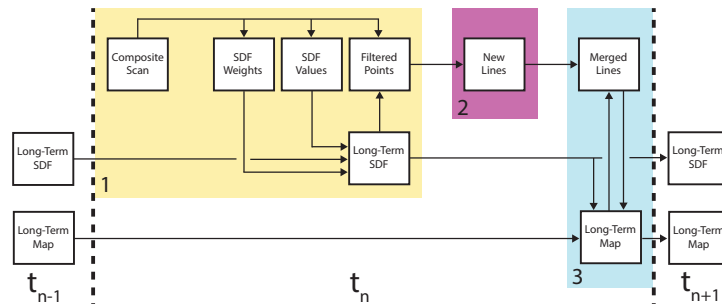 Composite
Scan
SDF
Weights
SDF
Values
Filtered
Points
New
Lines
Merged
Lines
2
Long-Term
SDF
Long-Term
SDF
Long-Term
SDF
1
Long-Term
Map
Long-Term
Map
Long-Term
Map
3
t n-1
t n
t n+1